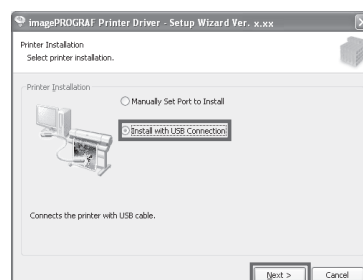 imagePROGRAF Printer Driver - Setup Wizard Ver. x.xx
Printer Installation
Select printer installation.
Printer Installation
Manually Set Port to Install
Install with USB Connection
Connects the printer with USB cable.
Next > Cancel